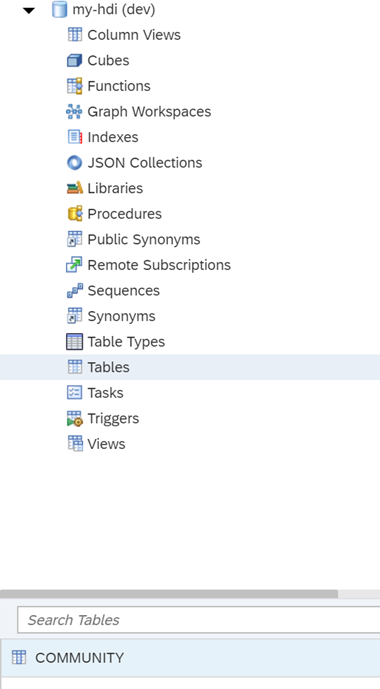 my-hdi (dev)
Column Views
Cubes
Functions
Graph Workspaces
Indexes
JSON Collections
Libraries
Procedures
Public Synonyms
Remote Subscriptions
Sequences
Synonyms
Table Types
Tables
Tasks
Triggers
Views
Search Tables
COMMUNITY